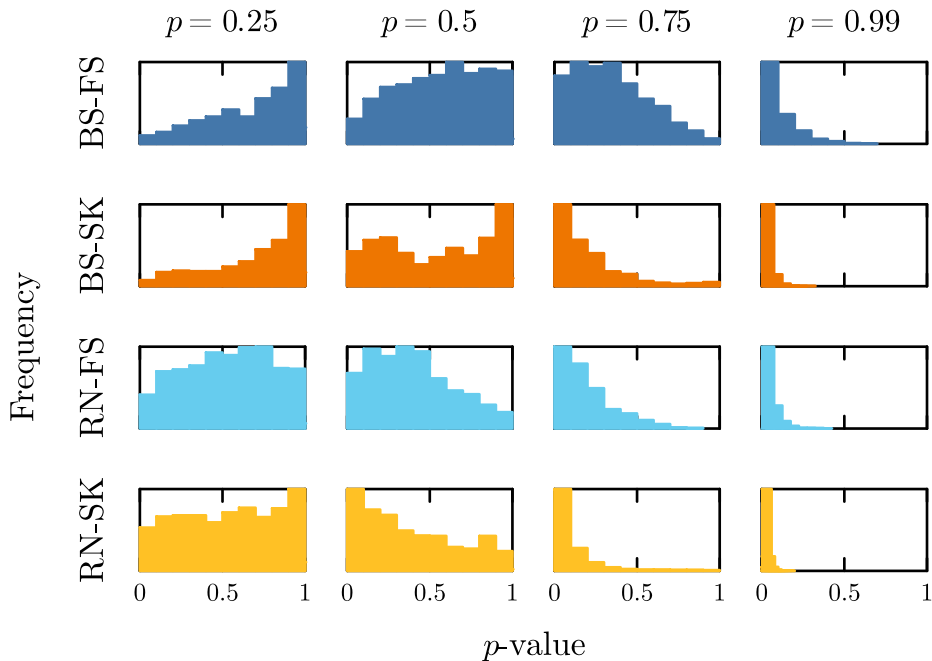 p = 0.25 p = 0.5 p = 0.75 p = 0.99
BS-FS
BS-SK
RN-FS
RN-SK
Frequency
0 0.5 1 0 0.5 1 0 0.5 1 0 0.5 1
p-value